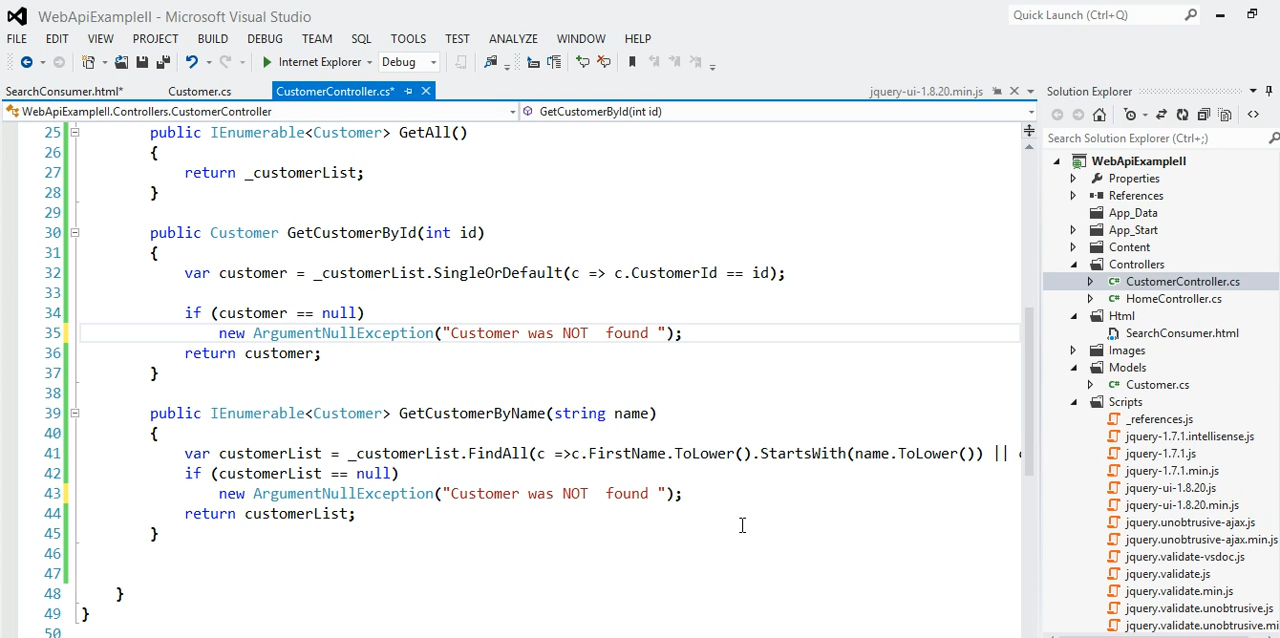 WebApiExampleII - Microsoft Visual Studio
Quick Launch (Ctrl+Q)
FILE EDIT VIEW PROJECT BUILD DEBUG TEAM SQL TOOLS TEST ANALYZE WINDOW HELP
Internet Explorer Debug
SearchConsumer.html* Customer.cs CustomerController.cs* jquery-ui-1.8.20.min.js
WebApiExampleII.Controllers.CustomerController GetCustomerById(int id)
25 public IEnumerable<Customer> GetAll()
26 {
27 return _customerList;
28 }
29
30 public Customer GetCustomerById(int id)
31 {
32 var customer = _customerList.SingleOrDefault(c => c.CustomerId == id);
33
34 if (customer == null)
35 new ArgumentNullException("Customer was NOT  found ");
36 return customer;
37 }
38
39 public IEnumerable<Customer> GetCustomerByName(string name)
40 {
41 var customerList = _customerList.FindAll(c =>c.FirstName.ToLower().StartsWith(name.ToLower()) || c
42 if (customerList == null)
43 new ArgumentNullException("Customer was NOT  found ");
44 return customerList;
45 }
46
47
48 }
49 }
50
Solution Explorer
Search Solution Explorer (Ctrl+;)
WebApiExampleII
Properties
References
App_Data
App_Start
Content
Controllers
CustomerController.cs
HomeController.cs
Html
SearchConsumer.html
Images
Models
Customer.cs
Scripts
_references.js
jquery-1.7.1.intellisense.js
jquery-1.7.1.js
jquery-1.7.1.min.js
jquery-ui-1.8.20.js
jquery-ui-1.8.20.min.js
jquery.unobtrusive-ajax.js
jquery.unobtrusive-ajax.min.js
jquery.validate-vsdoc.js
jquery.validate.js
jquery.validate.min.js
jquery.validate.unobtrusive.js
jquery.validate.unobtrusive.mi